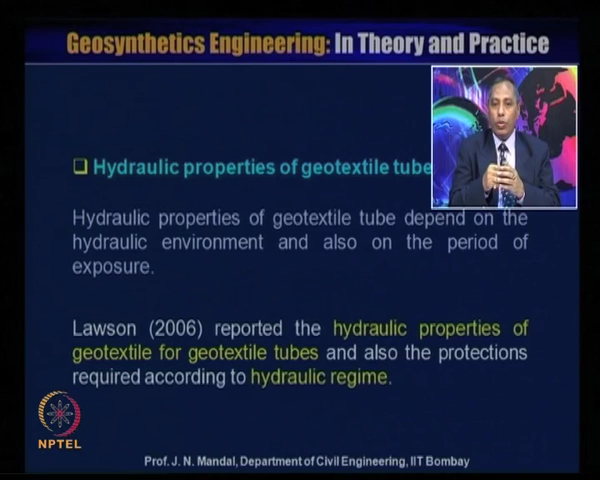 Geosynthetics Engineering: In Theory and Practice
Hydraulic properties of geotextile tube
Hydraulic properties of geotextile tube depend on the
hydraulic environment and also on the period of
exposure.
Lawson (2006) reported the hydraulic properties of
geotextile for geotextile tubes and also the protections
required according to hydraulic regime.
NPTEL
Prof. J. N. Mandal, Department of Civil Engineering, IIT Bombay